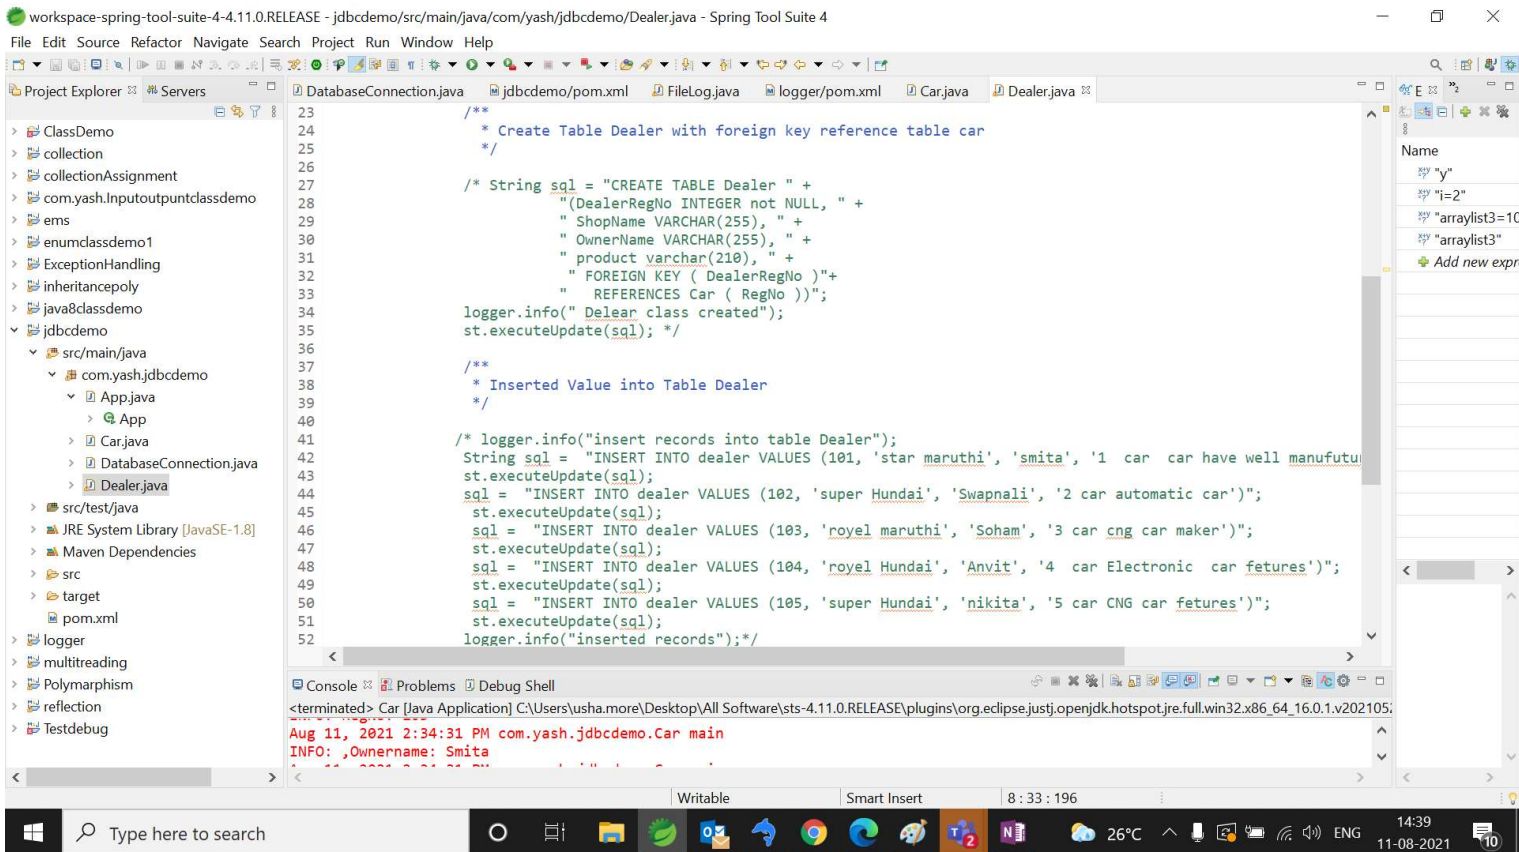 workspace-spring-tool-suite-4-4.11.0.RELEASE - jdbcdemo/src/main/java/com/yash/jdbcdemo/Dealer.java - Spring Tool Suite 4
File Edit Source Refactor Navigate Search Project Run Window Help
Project Explorer Servers
ClassDemo
collection
collectionAssignment
com.yash.Inputoutpuntclassdemo
ems
enumclassdemo1
ExceptionHandling
inheritancepoly
java8classdemo
jdbcdemo
src/main/java
com.yash.jdbcdemo
App.java
App
Car.java
DatabaseConnection.java
Dealer.java
src/test/java
JRE System Library [JavaSE-1.8]
Maven Dependencies
src
target
pom.xml
logger
multitreading
Polymarphism
reflection
Testdebug
DatabaseConnection.java jdbcdemo/pom.xml FileLog.java logger/pom.xml Car.java Dealer.java
23 /**
24 * Create Table Dealer with foreign key reference table car
25 */
26
27 /* String sql = "CREATE TABLE Dealer " +
28 "(DealerRegNo INTEGER not NULL, " +
29 " ShopName VARCHAR(255), " +
30 " OwnerName VARCHAR(255), " +
31 " product varchar(210), " +
32 " FOREIGN KEY ( DealerRegNo )"+
33 " REFERENCES Car ( RegNo ))";
34 logger.info(" Delear class created");
35 st.executeUpdate(sql); */
36
37 /**
38 * Inserted Value into Table Dealer
39 */
40
41 /* logger.info("insert records into table Dealer");
42 String sql = "INSERT INTO dealer VALUES (101, 'star maruthi', 'smita', '1 car car have well manufutu
43 st.executeUpdate(sql);
44 sql = "INSERT INTO dealer VALUES (102, 'super Hundai', 'Swapnali', '2 car automatic car')";
45 st.executeUpdate(sql);
46 sql = "INSERT INTO dealer VALUES (103, 'royel maruthi', 'Soham', '3 car cng car maker')";
47 st.executeUpdate(sql);
48 sql = "INSERT INTO dealer VALUES (104, 'royel Hundai', 'Anvit', '4 car Electronic car fetures')";
49 st.executeUpdate(sql);
50 sql = "INSERT INTO dealer VALUES (105, 'super Hundai', 'nikita', '5 car CNG car fetures')";
51 st.executeUpdate(sql);
52 logger.info("inserted records");*/
E
Name
"y"
"i=2"
"arraylist3=10
"arraylist3"
Add new expr
Console Problems Debug Shell
<terminated> Car [Java Application] C:\Users\usha.more\Desktop\All Software\sts-4.11.0.RELEASE\plugins\org.eclipse.justj.openjdk.hotspot.jre.full.win32.x86_64_16.0.1.v2021052
Aug 11, 2021 2:34:31 PM com.yash.jdbcdemo.Car main
INFO: ,Ownername: Smita
Writable Smart Insert 8 : 33 : 196
Type here to search
26°C ENG
14:39
11-08-2021
10